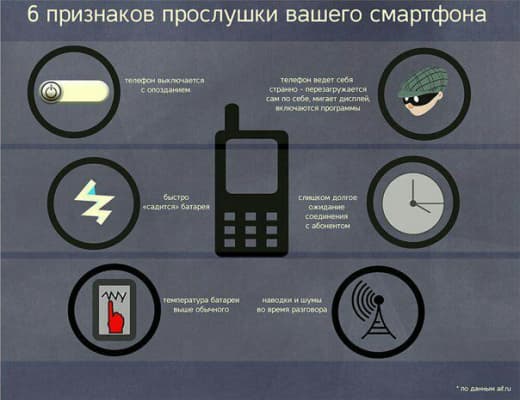 6 признаков прослушки вашего смартфона
телефон выключается
с опозданием
телефон ведет себя
странно - перезагружается
сам по себе, мигает дисплей,
включаются программы
быстро
«садится» батарея
слишком долгое
ожидание
соединения
с абонентом
температура батареи
выше обычного
наводки и шумы
во время разговора
* по данным aif.ru